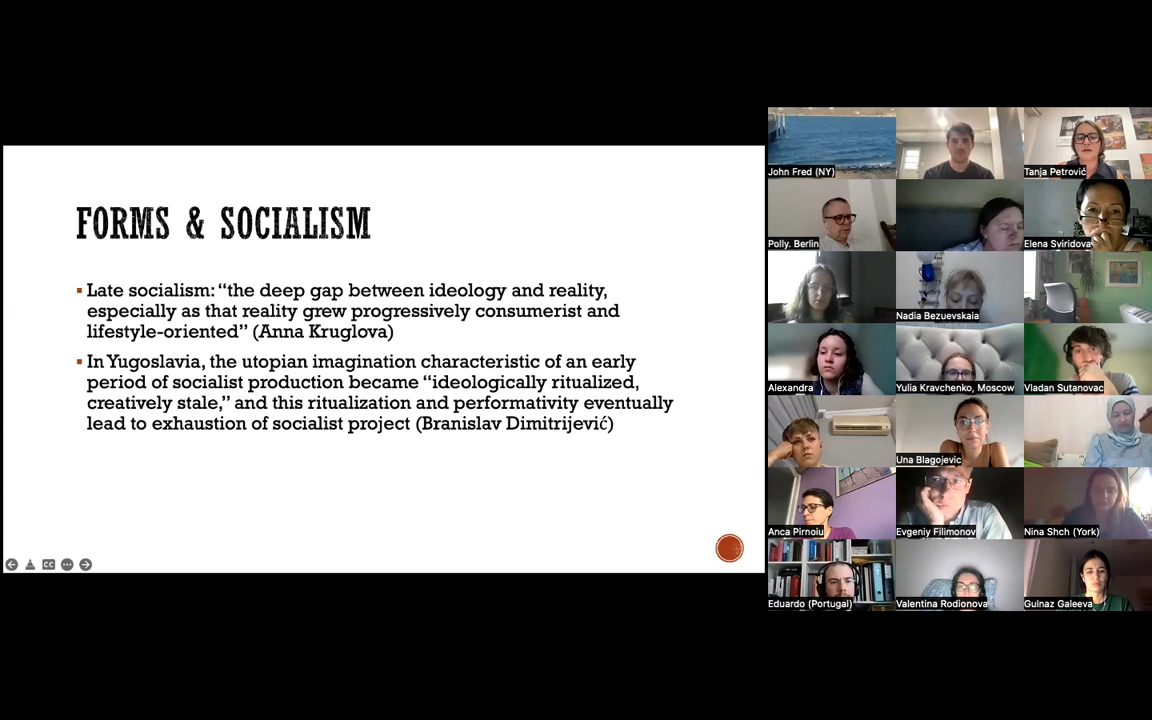 FORMS & SOCIALISM
▪ Late socialism: “the deep gap between ideology and reality,
especially as that reality grew progressively consumerist and
lifestyle-oriented” (Anna Kruglova)
▪ In Yugoslavia, the utopian imagination characteristic of an early
period of socialist production became “ideologically ritualized,
creatively stale,” and this ritualization and performativity eventually
lead to exhaustion of socialist project (Branislav Dimitrijević)
CC
John Fred (NY)
Tanja Petrović
Polly. Berlin
Elena Sviridova
Nadia Bezuevskaia
Alexandra
Yulia Kravchenko, Moscow
Vladan Sutanovac
Una Blagojevic
Anca Pirnoiu
Evgeniy Filimonov
Nina Shch (York)
Eduardo (Portugal)
Valentina Rodionova
Gulnaz Galeeva